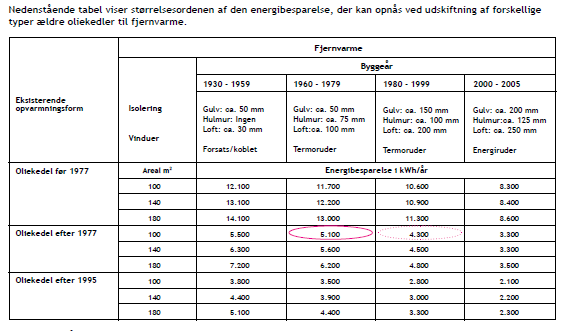 Nedenstående tabel viser størrelsesordenen af den energibesparelse, der kan opnås ved udskiftning af forskellige
typer ældre oliekedler til fjernvarme.
Fjernvarme
Byggeår
1930 - 1959 1960 - 1979 1980 - 1999 2000 - 2005
Eksisterende
opvarmningsform
Isolering
Vinduer
Gulv: ca. 50 mm
Hulmur: Ingen
Loft: ca. 30 mm
Forsats/koblet
Gulv: ca. 50 mm
Hulmur: ca. 75 mm
Loft:ca. 100 mm
Termoruder
Gulv: ca. 150 mm
Hulmur: ca. 100 mm
Loft: ca. 200 mm
Termoruder
Gulv: ca. 200 mm
Hulmur:ca. 125 mm
Loft: ca. 250 mm
Energiruder
Oliekedel før 1977 Areal m² Energibesparelse i kWh/år
100 12.100 11.700 10.600 8.300
140 13.100 12.200 10.900 8.400
180 14.100 13.000 11.300 8.600
Oliekedel efter 1977 100 5.500 5.100 4.300 3.300
140 6.300 5.600 4.500 3.300
180 7.200 6.200 4.800 3.500
Oliekedel efter 1995 100 3.800 3.500 2.800 2.100
140 4.400 3.900 3.000 2.200
180 5.100 4.400 3.300 2.300